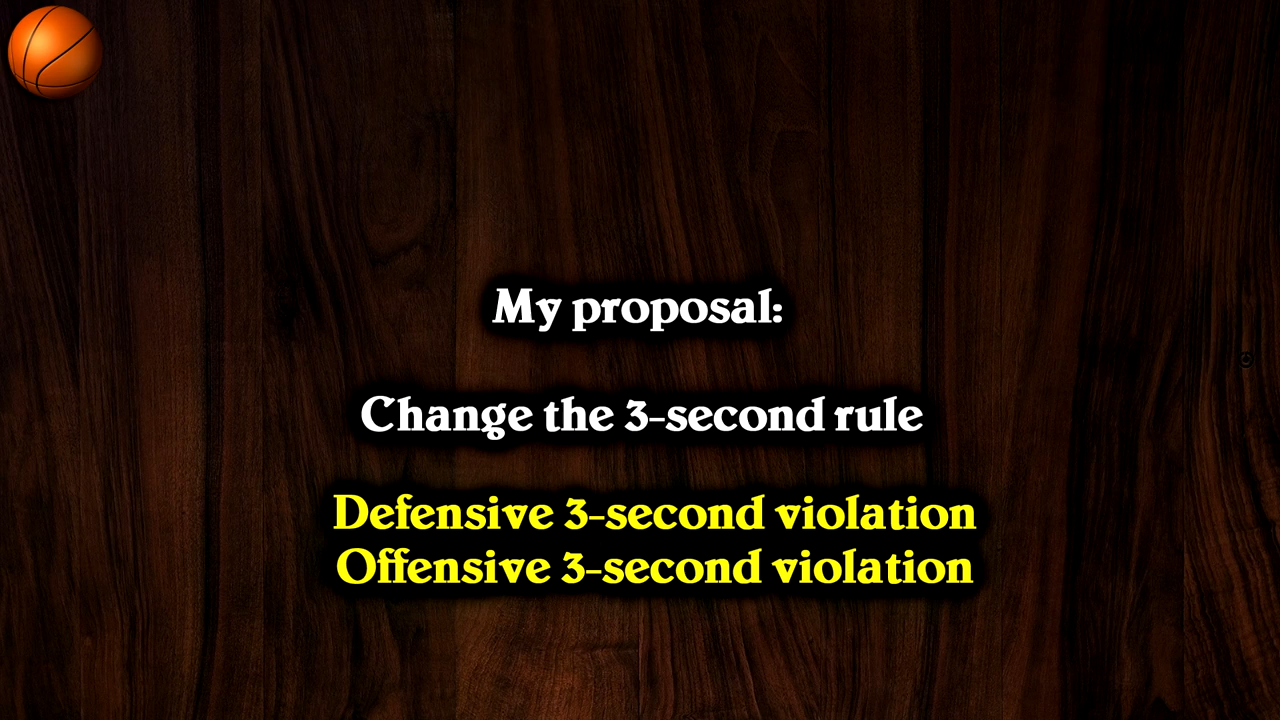 My proposal:
Change the 3-second rule
Defensive 3-second violation
Offensive 3-second violation